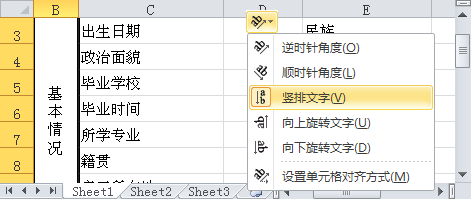 B C D E
3 出生日期 民族
4 政治面貌
5 毕业学校
6 毕业时间
7 所学专业
8 籍贯
基本情况
逆时针角度(O)
顺时针角度(L)
竖排文字(V)
向上旋转文字(U)
向下旋转文字(D)
设置单元格对齐方式(M)
Sheet1 Sheet2 Sheet3